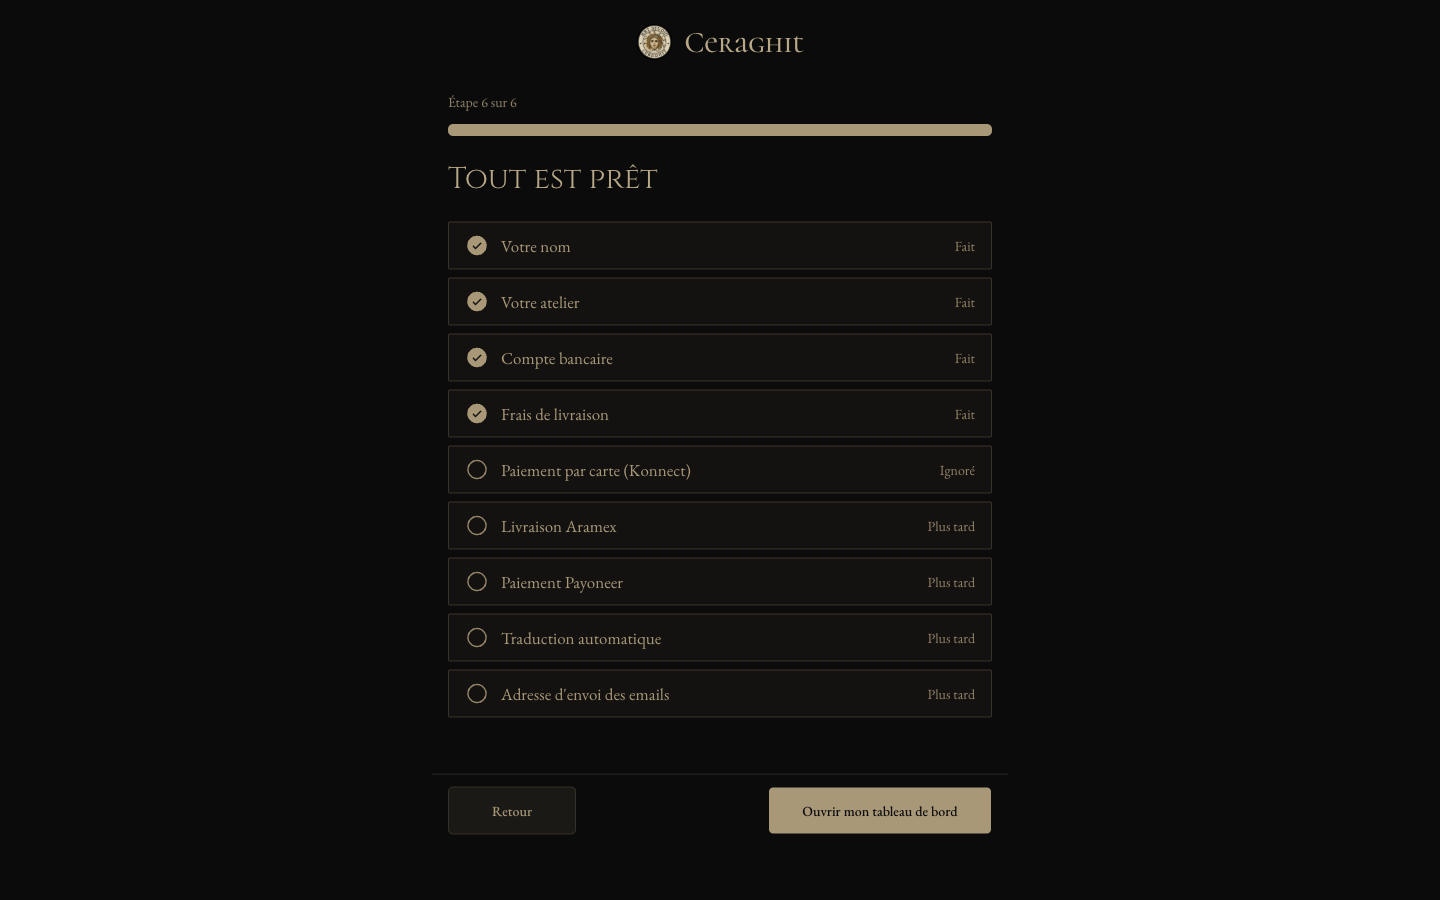 Ceraghit
Étape 6 sur 6
Tout est prêt
Votre nom Fait
Votre atelier Fait
Compte bancaire Fait
Frais de livraison Fait
Paiement par carte (Konnect) Ignoré
Livraison Aramex Plus tard
Paiement Payoneer Plus tard
Traduction automatique Plus tard
Adresse d'envoi des emails Plus tard
Retour Ouvrir mon tableau de bord